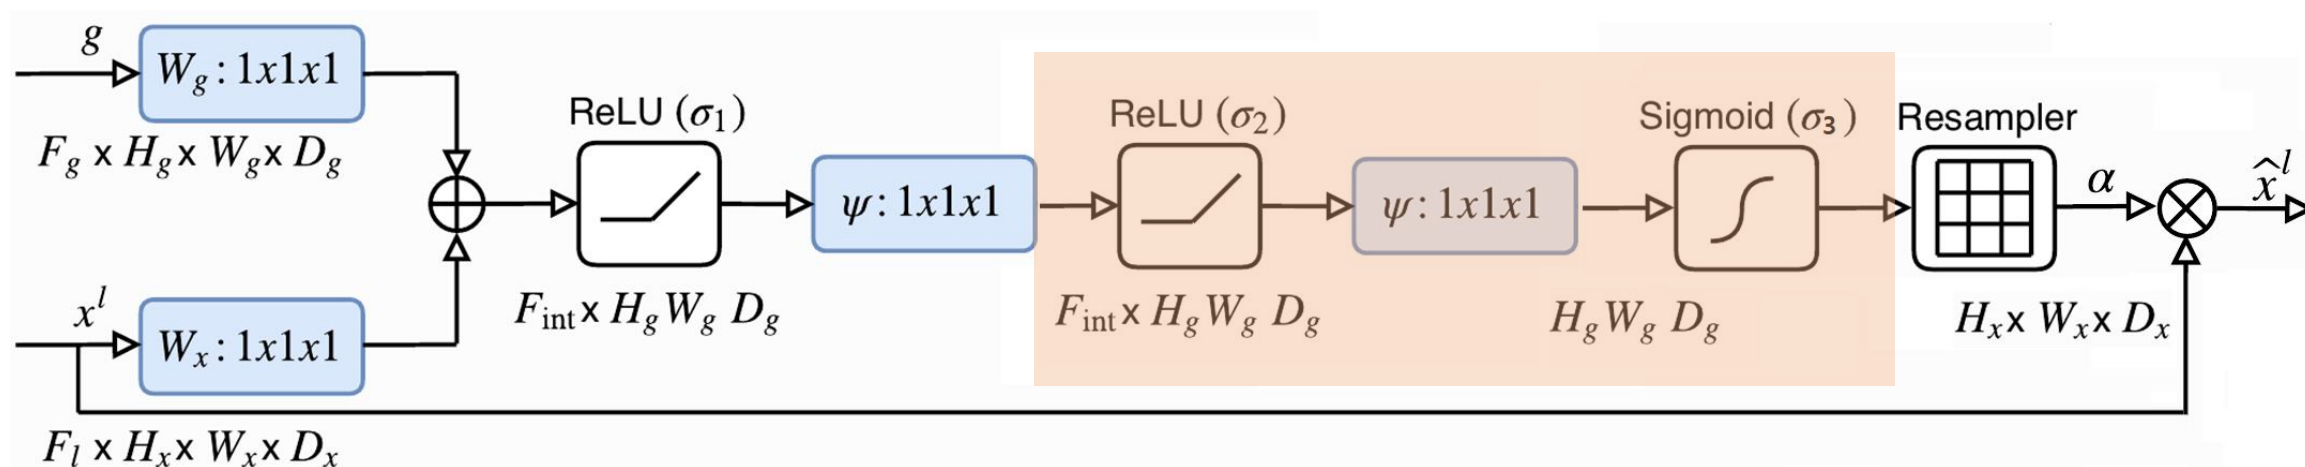 g
W_g : 1x1x1
F_g x H_g x W_g x D_g
x^l
W_x : 1x1x1
F_l x H_x x W_x x D_x
ReLU (σ_1)
F_int x H_g W_g D_g
ψ : 1x1x1
ReLU (σ_2)
F_int x H_g W_g D_g
ψ : 1x1x1
Sigmoid (σ_3)
H_g W_g D_g
Resampler
H_x x W_x x D_x
α
x̂^l